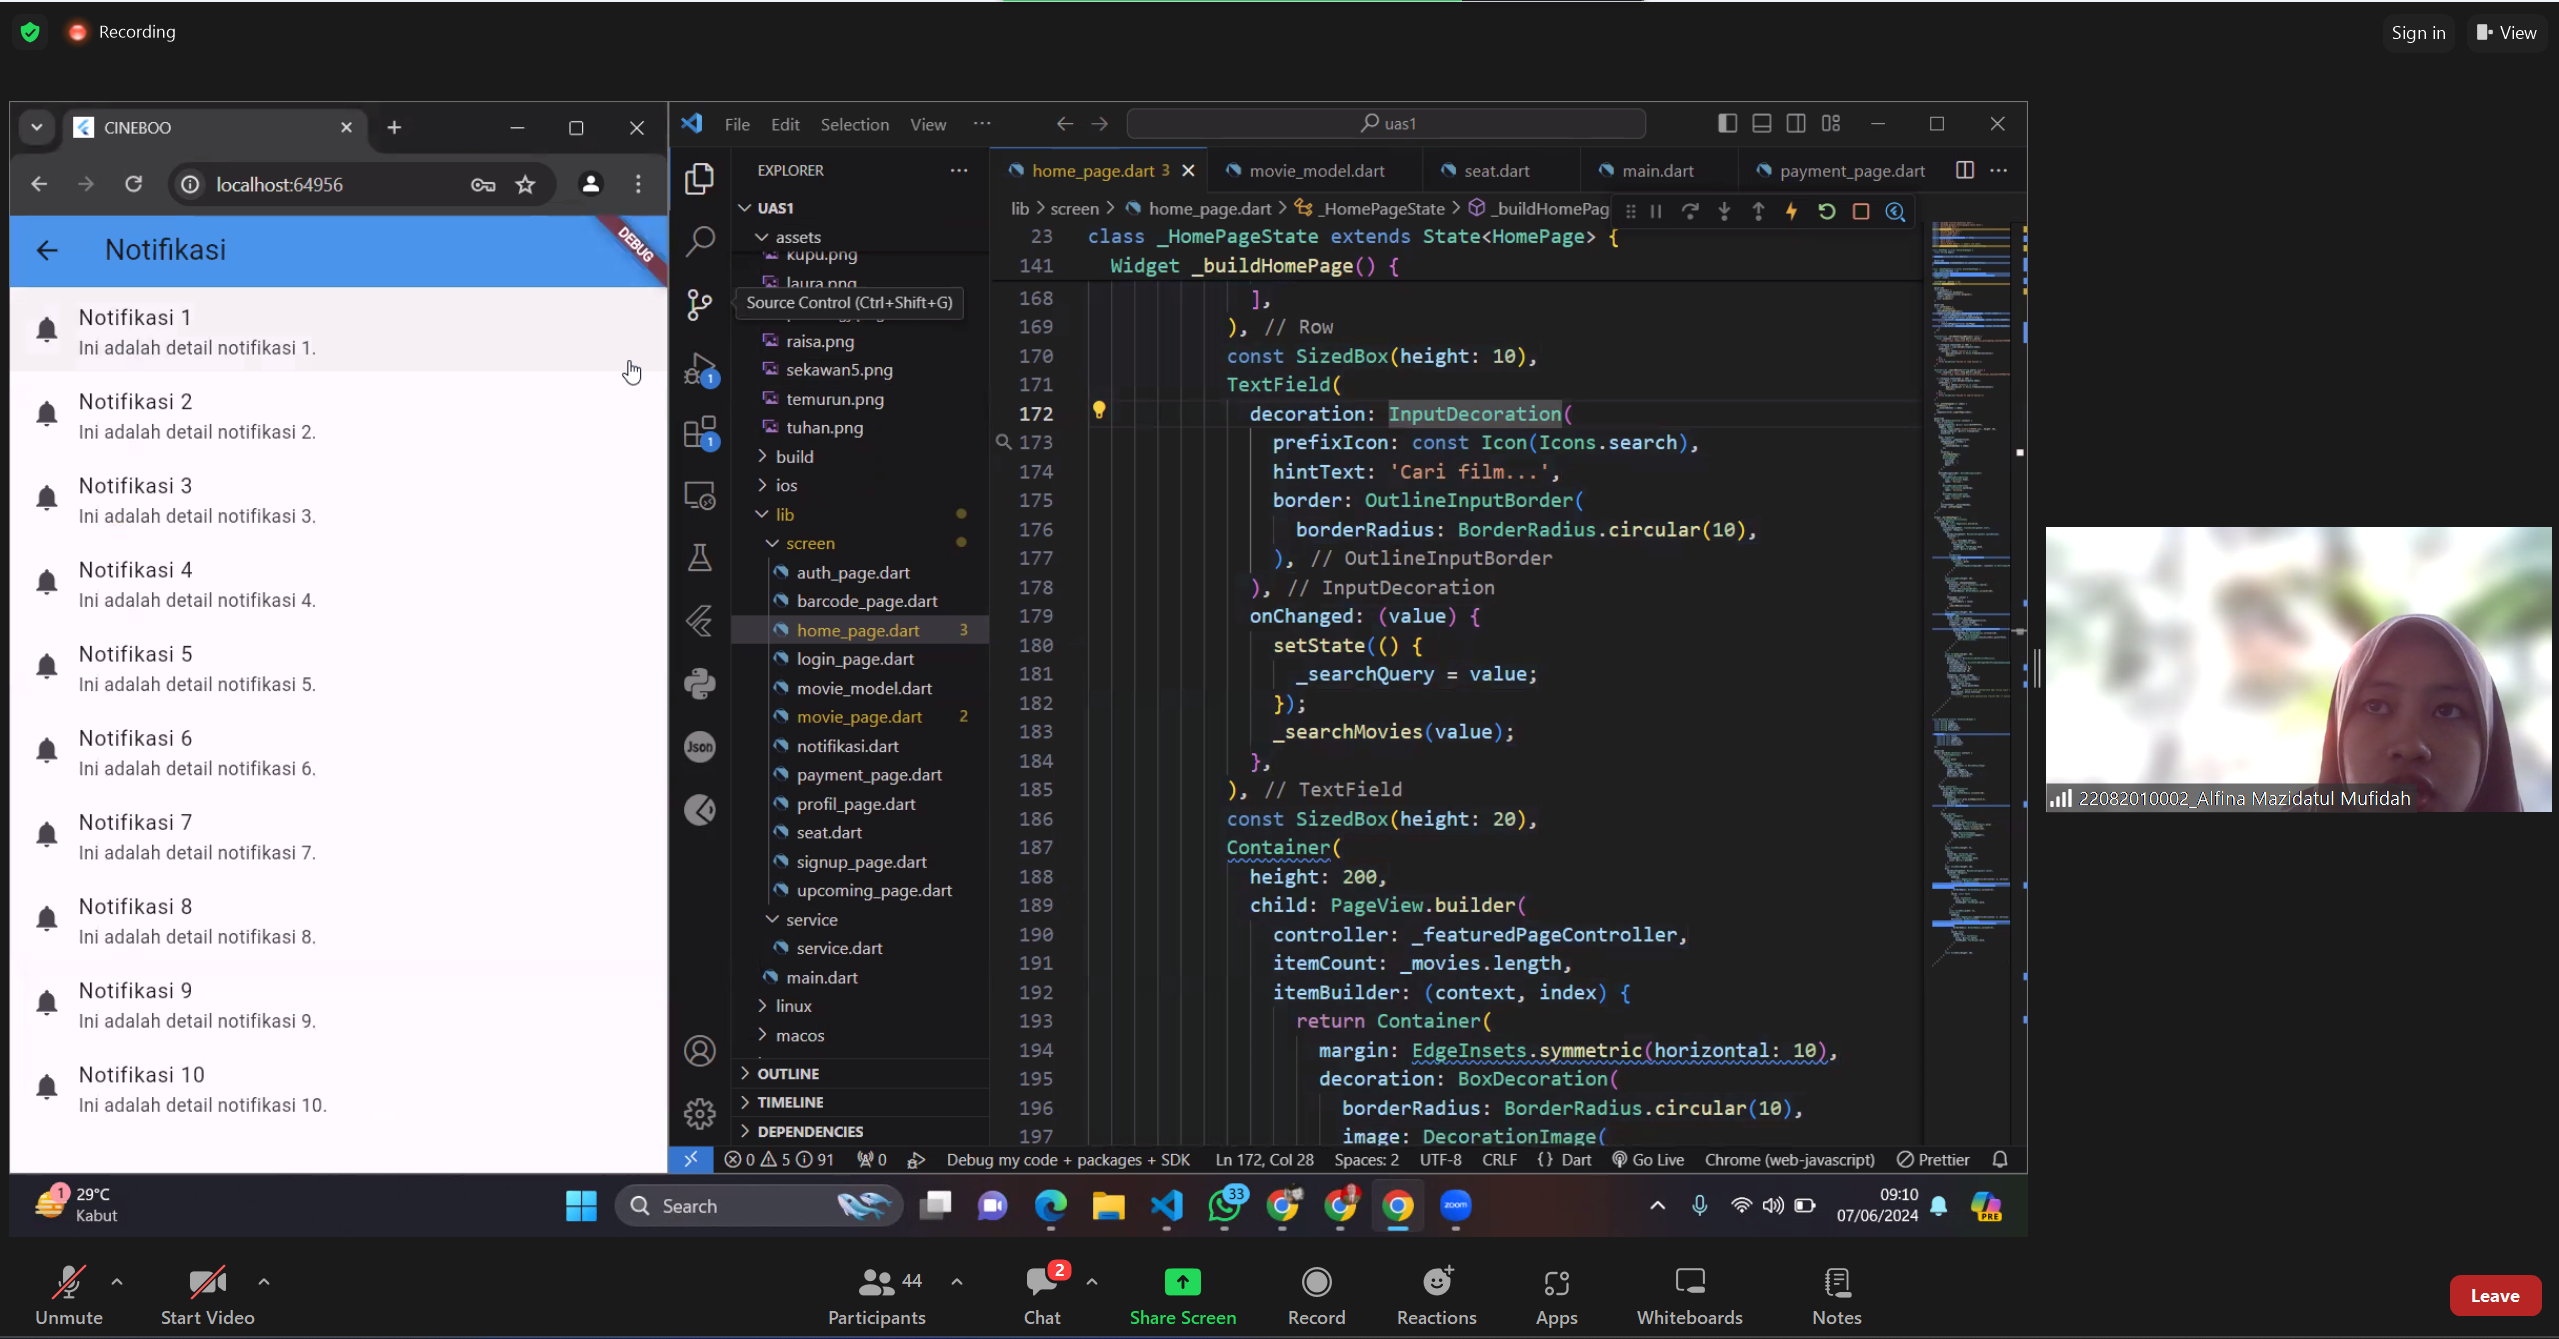 Recording
Sign in
View
CINEBOO
localhost:64956
Notifikasi
DEBUG
Notifikasi 1
Ini adalah detail notifikasi 1.
Notifikasi 2
Ini adalah detail notifikasi 2.
Notifikasi 3
Ini adalah detail notifikasi 3.
Notifikasi 4
Ini adalah detail notifikasi 4.
Notifikasi 5
Ini adalah detail notifikasi 5.
Notifikasi 6
Ini adalah detail notifikasi 6.
Notifikasi 7
Ini adalah detail notifikasi 7.
Notifikasi 8
Ini adalah detail notifikasi 8.
Notifikasi 9
Ini adalah detail notifikasi 9.
Notifikasi 10
Ini adalah detail notifikasi 10.
File Edit Selection View ···
uas1
EXPLORER
UAS1
assets
kupu.png
laura.png
Source Control (Ctrl+Shift+G)
raisa.png
sekawan5.png
temurun.png
tuhan.png
build
ios
lib
screen
auth_page.dart
barcode_page.dart
home_page.dart 3
login_page.dart
movie_model.dart
movie_page.dart 2
notifikasi.dart
payment_page.dart
profil_page.dart
seat.dart
signup_page.dart
upcoming_page.dart
service
service.dart
main.dart
linux
macos
OUTLINE
TIMELINE
DEPENDENCIES
1
1
Json
home_page.dart 3 movie_model.dart seat.dart main.dart payment_page.dart
lib > screen > home_page.dart > _HomePageState > _buildHomePag
23 class _HomePageState extends State<HomePage> {
141 Widget _buildHomePage() {
168 ],
169 ), // Row
170 const SizedBox(height: 10),
171 TextField(
172 decoration: InputDecoration(
173 prefixIcon: const Icon(Icons.search),
174 hintText: 'Cari film...',
175 border: OutlineInputBorder(
176 borderRadius: BorderRadius.circular(10),
177 ), // OutlineInputBorder
178 ), // InputDecoration
179 onChanged: (value) {
180 setState(() {
181 _searchQuery = value;
182 });
183 _searchMovies(value);
184 },
185 ), // TextField
186 const SizedBox(height: 20),
187 Container(
188 height: 200,
189 child: PageView.builder(
190 controller: _featuredPageController,
191 itemCount: _movies.length,
192 itemBuilder: (context, index) {
193 return Container(
194 margin: EdgeInsets.symmetric(horizontal: 10),
195 decoration: BoxDecoration(
196 borderRadius: BorderRadius.circular(10),
197 image: DecorationImage(
0 5 91 0 Debug my code + packages + SDK Ln 172, Col 28 Spaces: 2 UTF-8 CRLF {} Dart Go Live Chrome (web-javascript) Prettier
22082010002_Alfina Mazidatul Mufidah
1
29°C
Kabut
Search
33
zoom
09:10
07/06/2024
PRE
Unmute
Start Video
44
Participants
2
Chat
Share Screen
Record
Reactions
Apps
Whiteboards
Notes
Leave